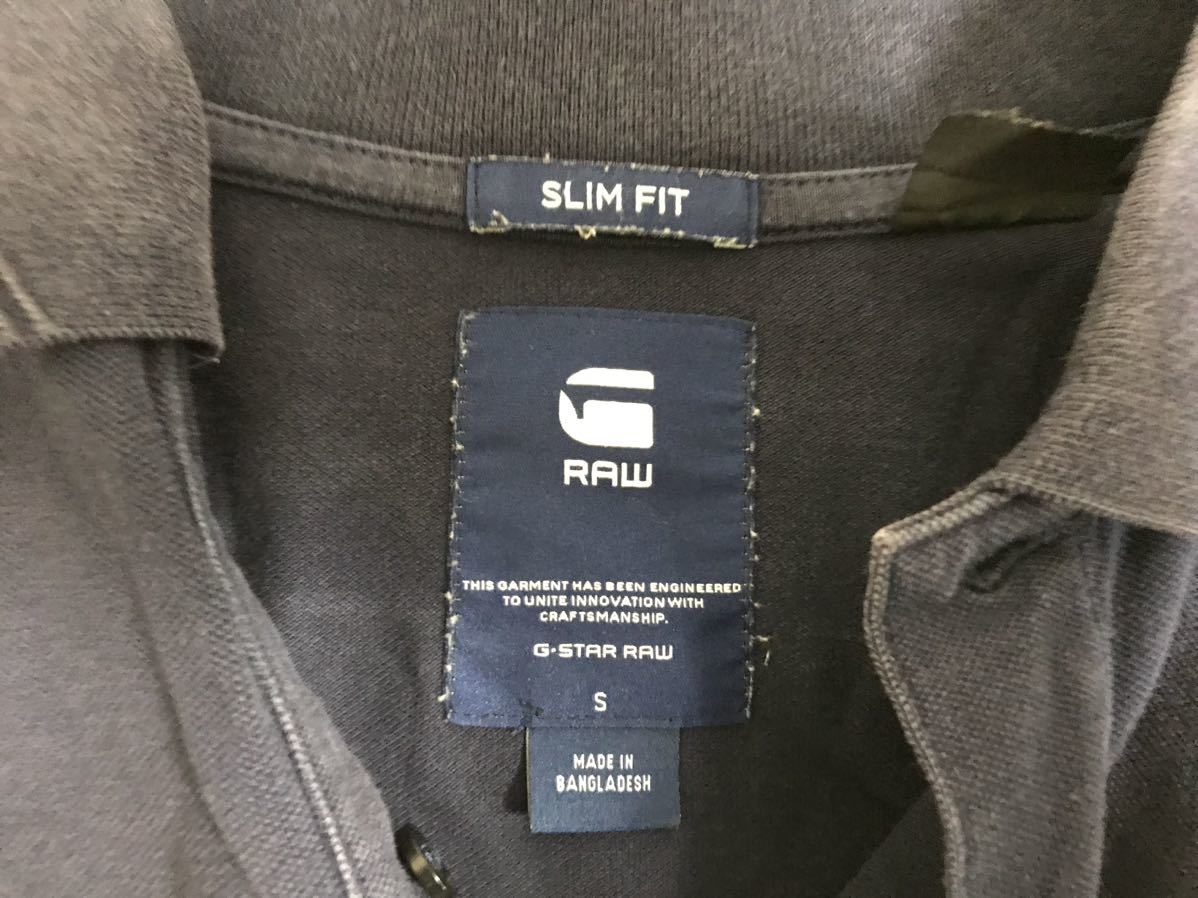 SLIM FIT
RAW
THIS GARMENT HAS BEEN ENGINEERED
TO UNITE INNOVATION WITH
CRAFTSMANSHIP.
G-STAR RAW
S
MADE IN
BANGLADESH